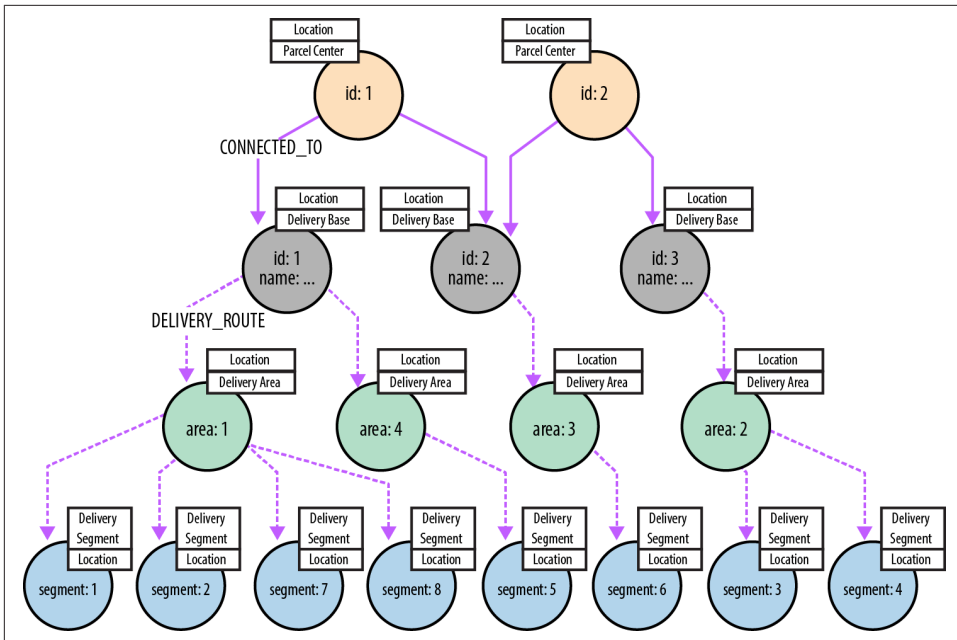 Location
Parcel Center
id: 1
Location
Parcel Center
id: 2
CONNECTED_TO
Location
Delivery Base
id: 1
name: ...
Location
Delivery Base
id: 2
name: ...
Location
Delivery Base
id: 3
name: ...
DELIVERY_ROUTE
Location
Delivery Area
area: 1
Location
Delivery Area
area: 4
Location
Delivery Area
area: 3
Location
Delivery Area
area: 2
Delivery
Segment
Location
segment: 1
Delivery
Segment
Location
segment: 2
Delivery
Segment
Location
segment: 7
Delivery
Segment
Location
segment: 8
Delivery
Segment
Location
segment: 5
Delivery
Segment
Location
segment: 6
Delivery
Segment
Location
segment: 3
Delivery
Segment
Location
segment: 4